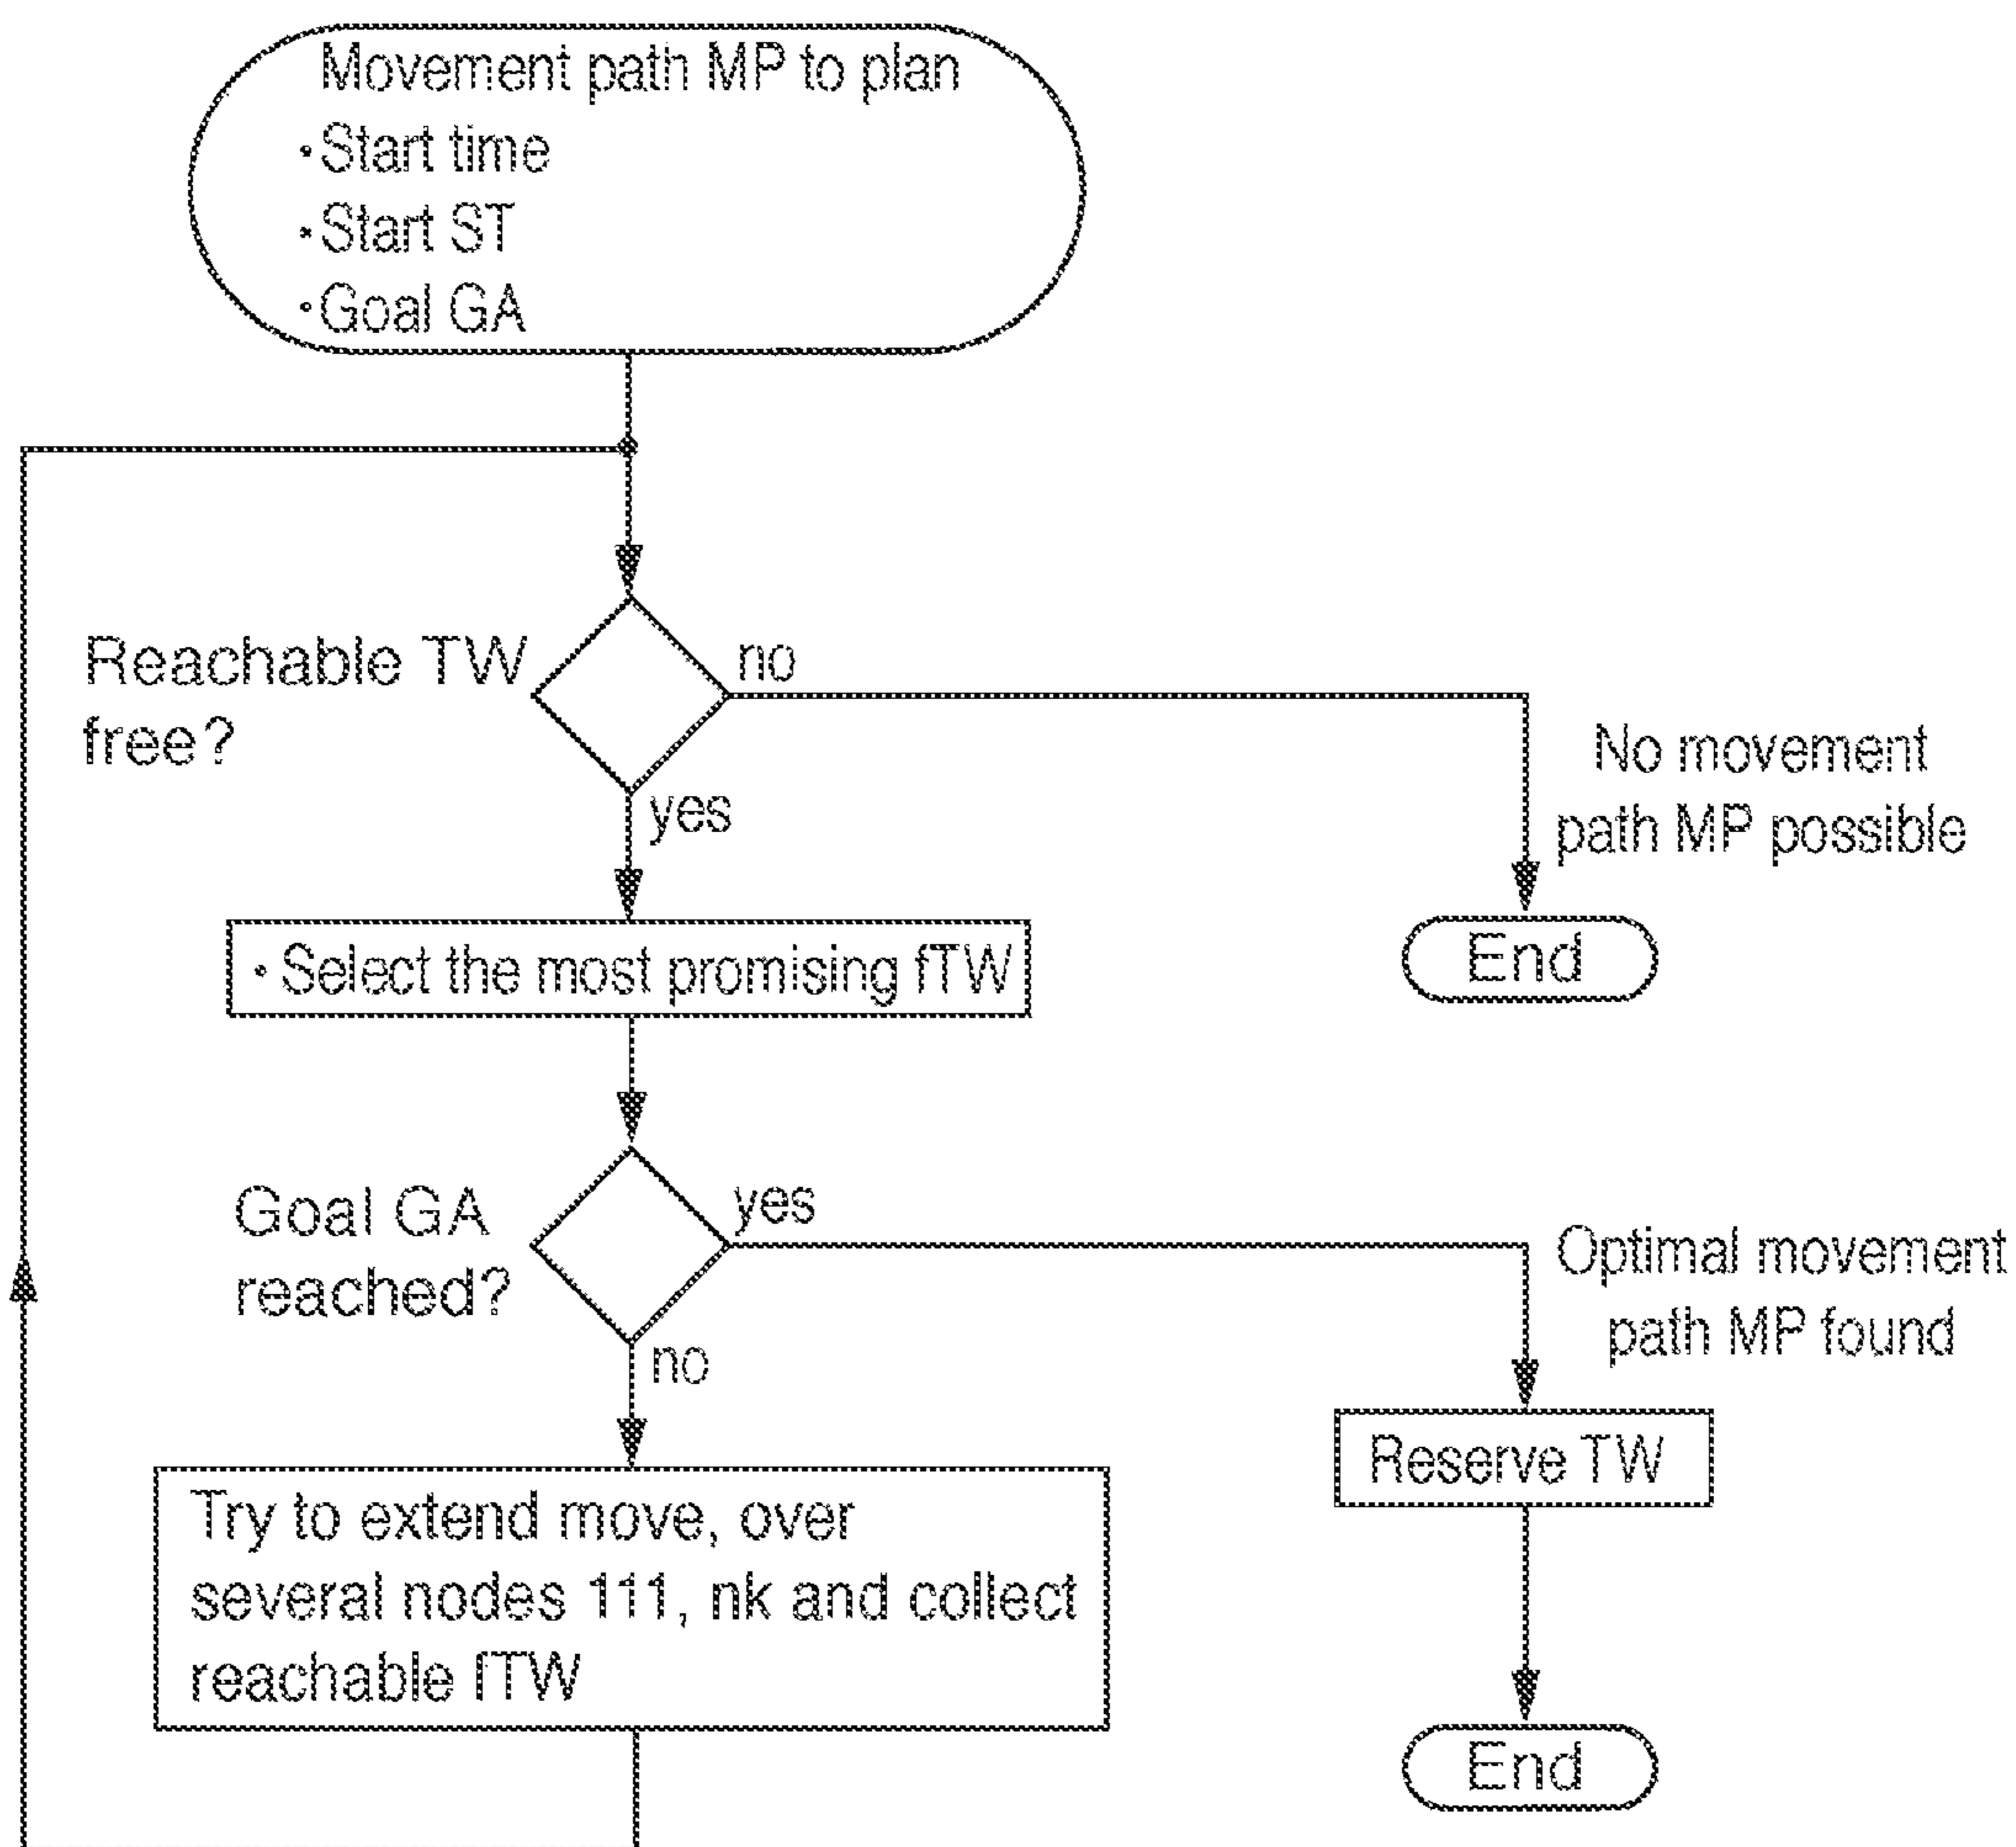 Movement path MP to plan
·Start time
·Start ST
·Goal GA
Reachable TW
free?
no
yes
No movement
path MP possible
· Select the most promising fTW
End
Goal GA
reached?
yes
no
Optimal movement
path MP found
Reserve TW
Try to extend move, over
several nodes 111, nk and collect
reachable fTW
End